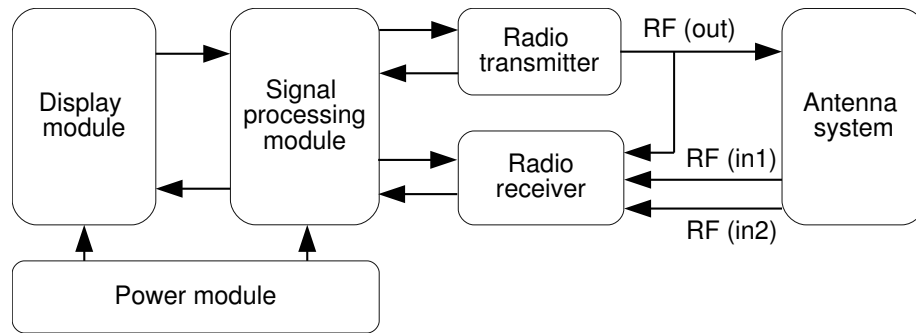 Display
module
Signal
processing
module
Radio
transmitter
RF (out)
Antenna
system
Radio
receiver
RF (in1)
RF (in2)
Power module